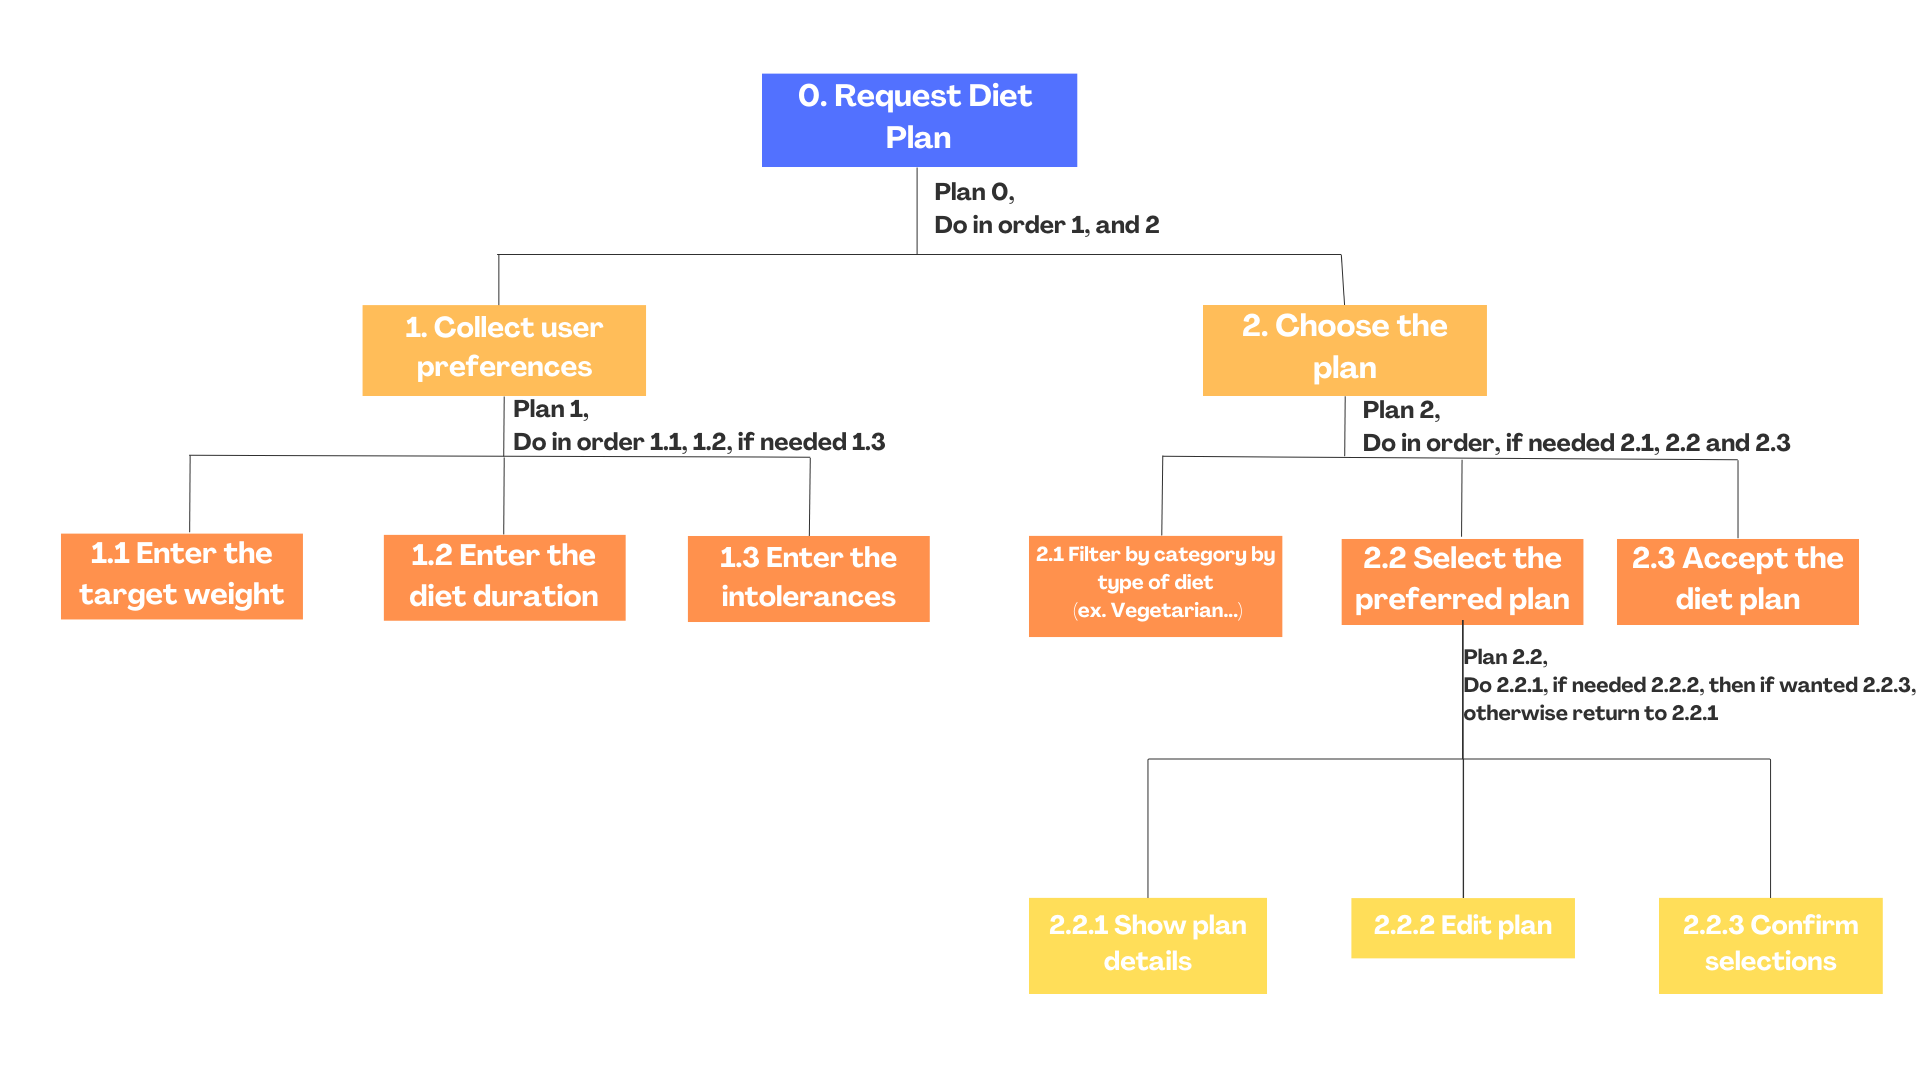 0. Request Diet
Plan
Plan 0,
Do in order 1, and 2
1. Collect user
preferences
2. Choose the
plan
Plan 1,
Do in order 1.1, 1.2, if needed 1.3
Plan 2,
Do in order, if needed 2.1, 2.2 and 2.3
1.1 Enter the
target weight
1.2 Enter the
diet duration
1.3 Enter the
intolerances
2.1 Filter by category by
type of diet
(ex. Vegetarian...)
2.2 Select the
preferred plan
2.3 Accept the
diet plan
Plan 2.2,
Do 2.2.1, if needed 2.2.2, then if wanted 2.2.3,
otherwise return to 2.2.1
2.2.1 Show plan
details
2.2.2 Edit plan
2.2.3 Confirm
selections